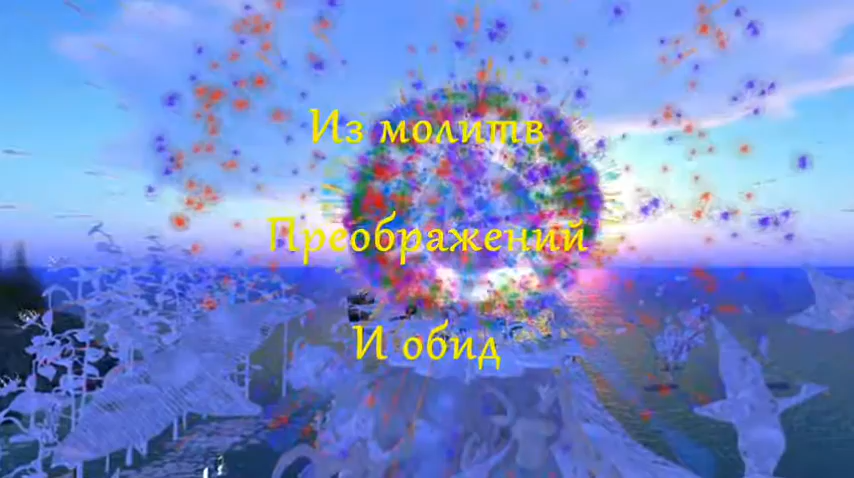 Из молитв
Преображений
И обид